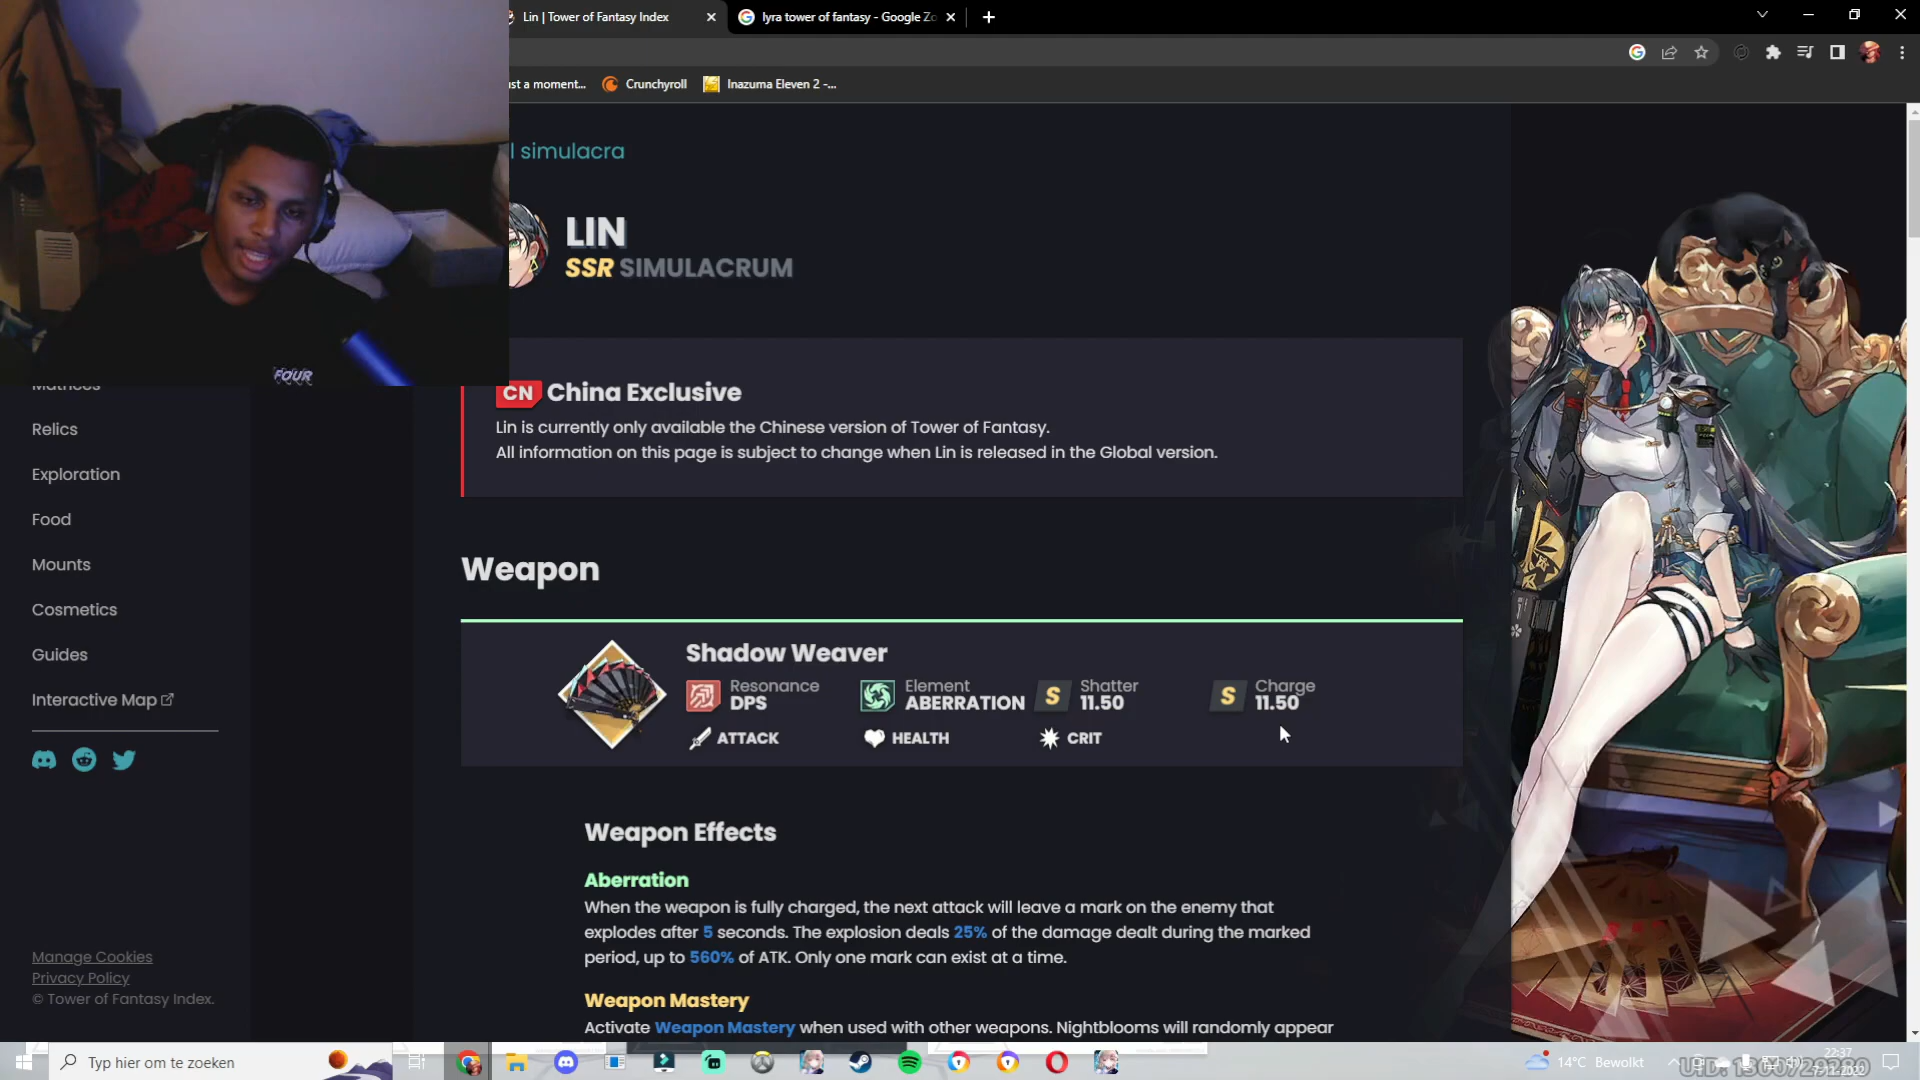 Lin | Tower of Fantasy Index
lyra tower of fantasy - Google Zo
ust a moment...
Crunchyroll
Inazuma Eleven 2 -...
l simulacra
LIN
SSR SIMULACRUM
FOUR
CN China Exclusive
Lin is currently only available the Chinese version of Tower of Fantasy.
All information on this page is subject to change when Lin is released in the Global version.
Matrices
Relics
Exploration
Food
Mounts
Cosmetics
Guides
Interactive Map
Manage Cookies
Privacy Policy
© Tower of Fantasy Index.
Weapon
Shadow Weaver
Resonance
DPS
Element
ABERRATION
S
Shatter
11.50
S
Charge
11.50
ATTACK
HEALTH
CRIT
Weapon Effects
Aberration
When the weapon is fully charged, the next attack will leave a mark on the enemy that
explodes after 5 seconds. The explosion deals 25% of the damage dealt during the marked
period, up to 560% of ATK. Only one mark can exist at a time.
Weapon Mastery
Activate Weapon Mastery when used with other weapons. Nightblooms will randomly appear
Typ hier om te zoeken
14°C Bewolkt
22:37